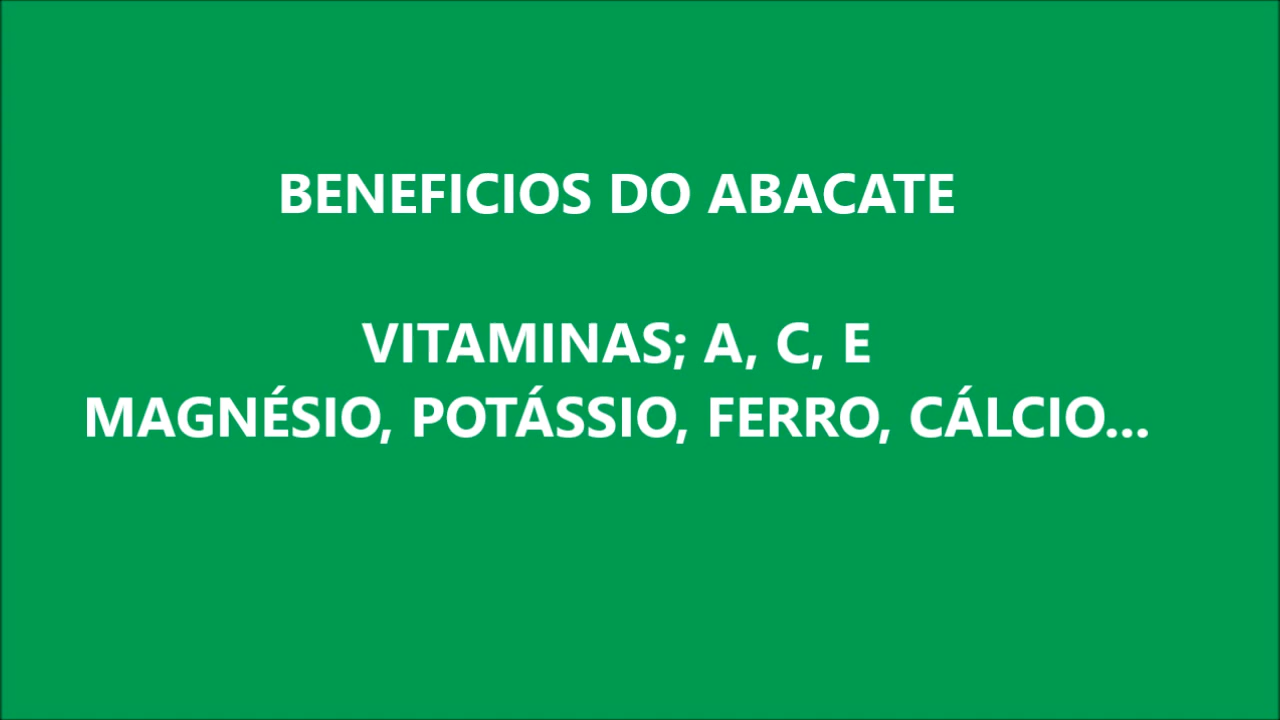 BENEFICIOS DO ABACATE
VITAMINAS; A, C, E
MAGNÉSIO, POTÁSSIO, FERRO, CÁLCIO...